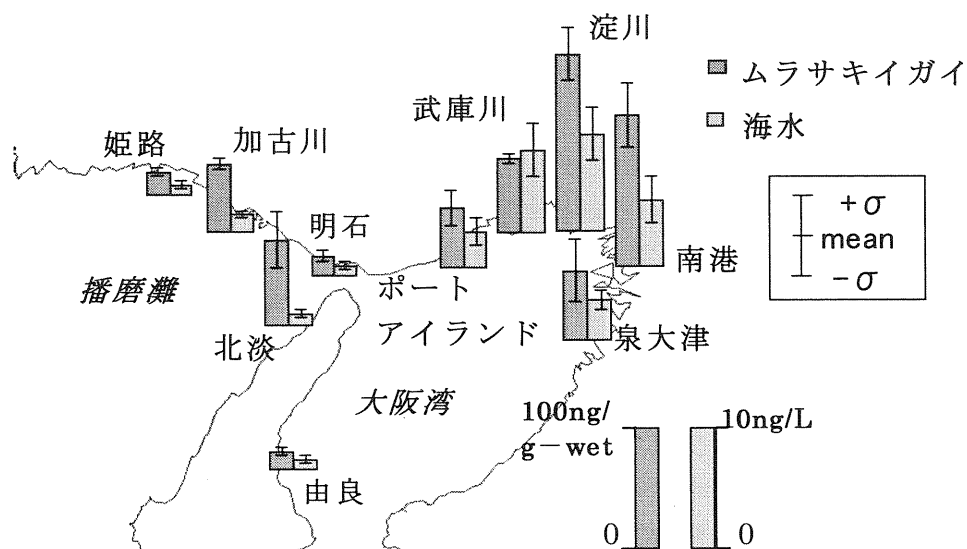 淀川
ムラサキイガイ
武庫川
海水
姫路
加古川
明石
+σ
mean
−σ
南港
播磨灘
ポート
アイランド
泉大津
北淡
大阪湾
100ng/
g−wet
10ng/L
由良
0
0